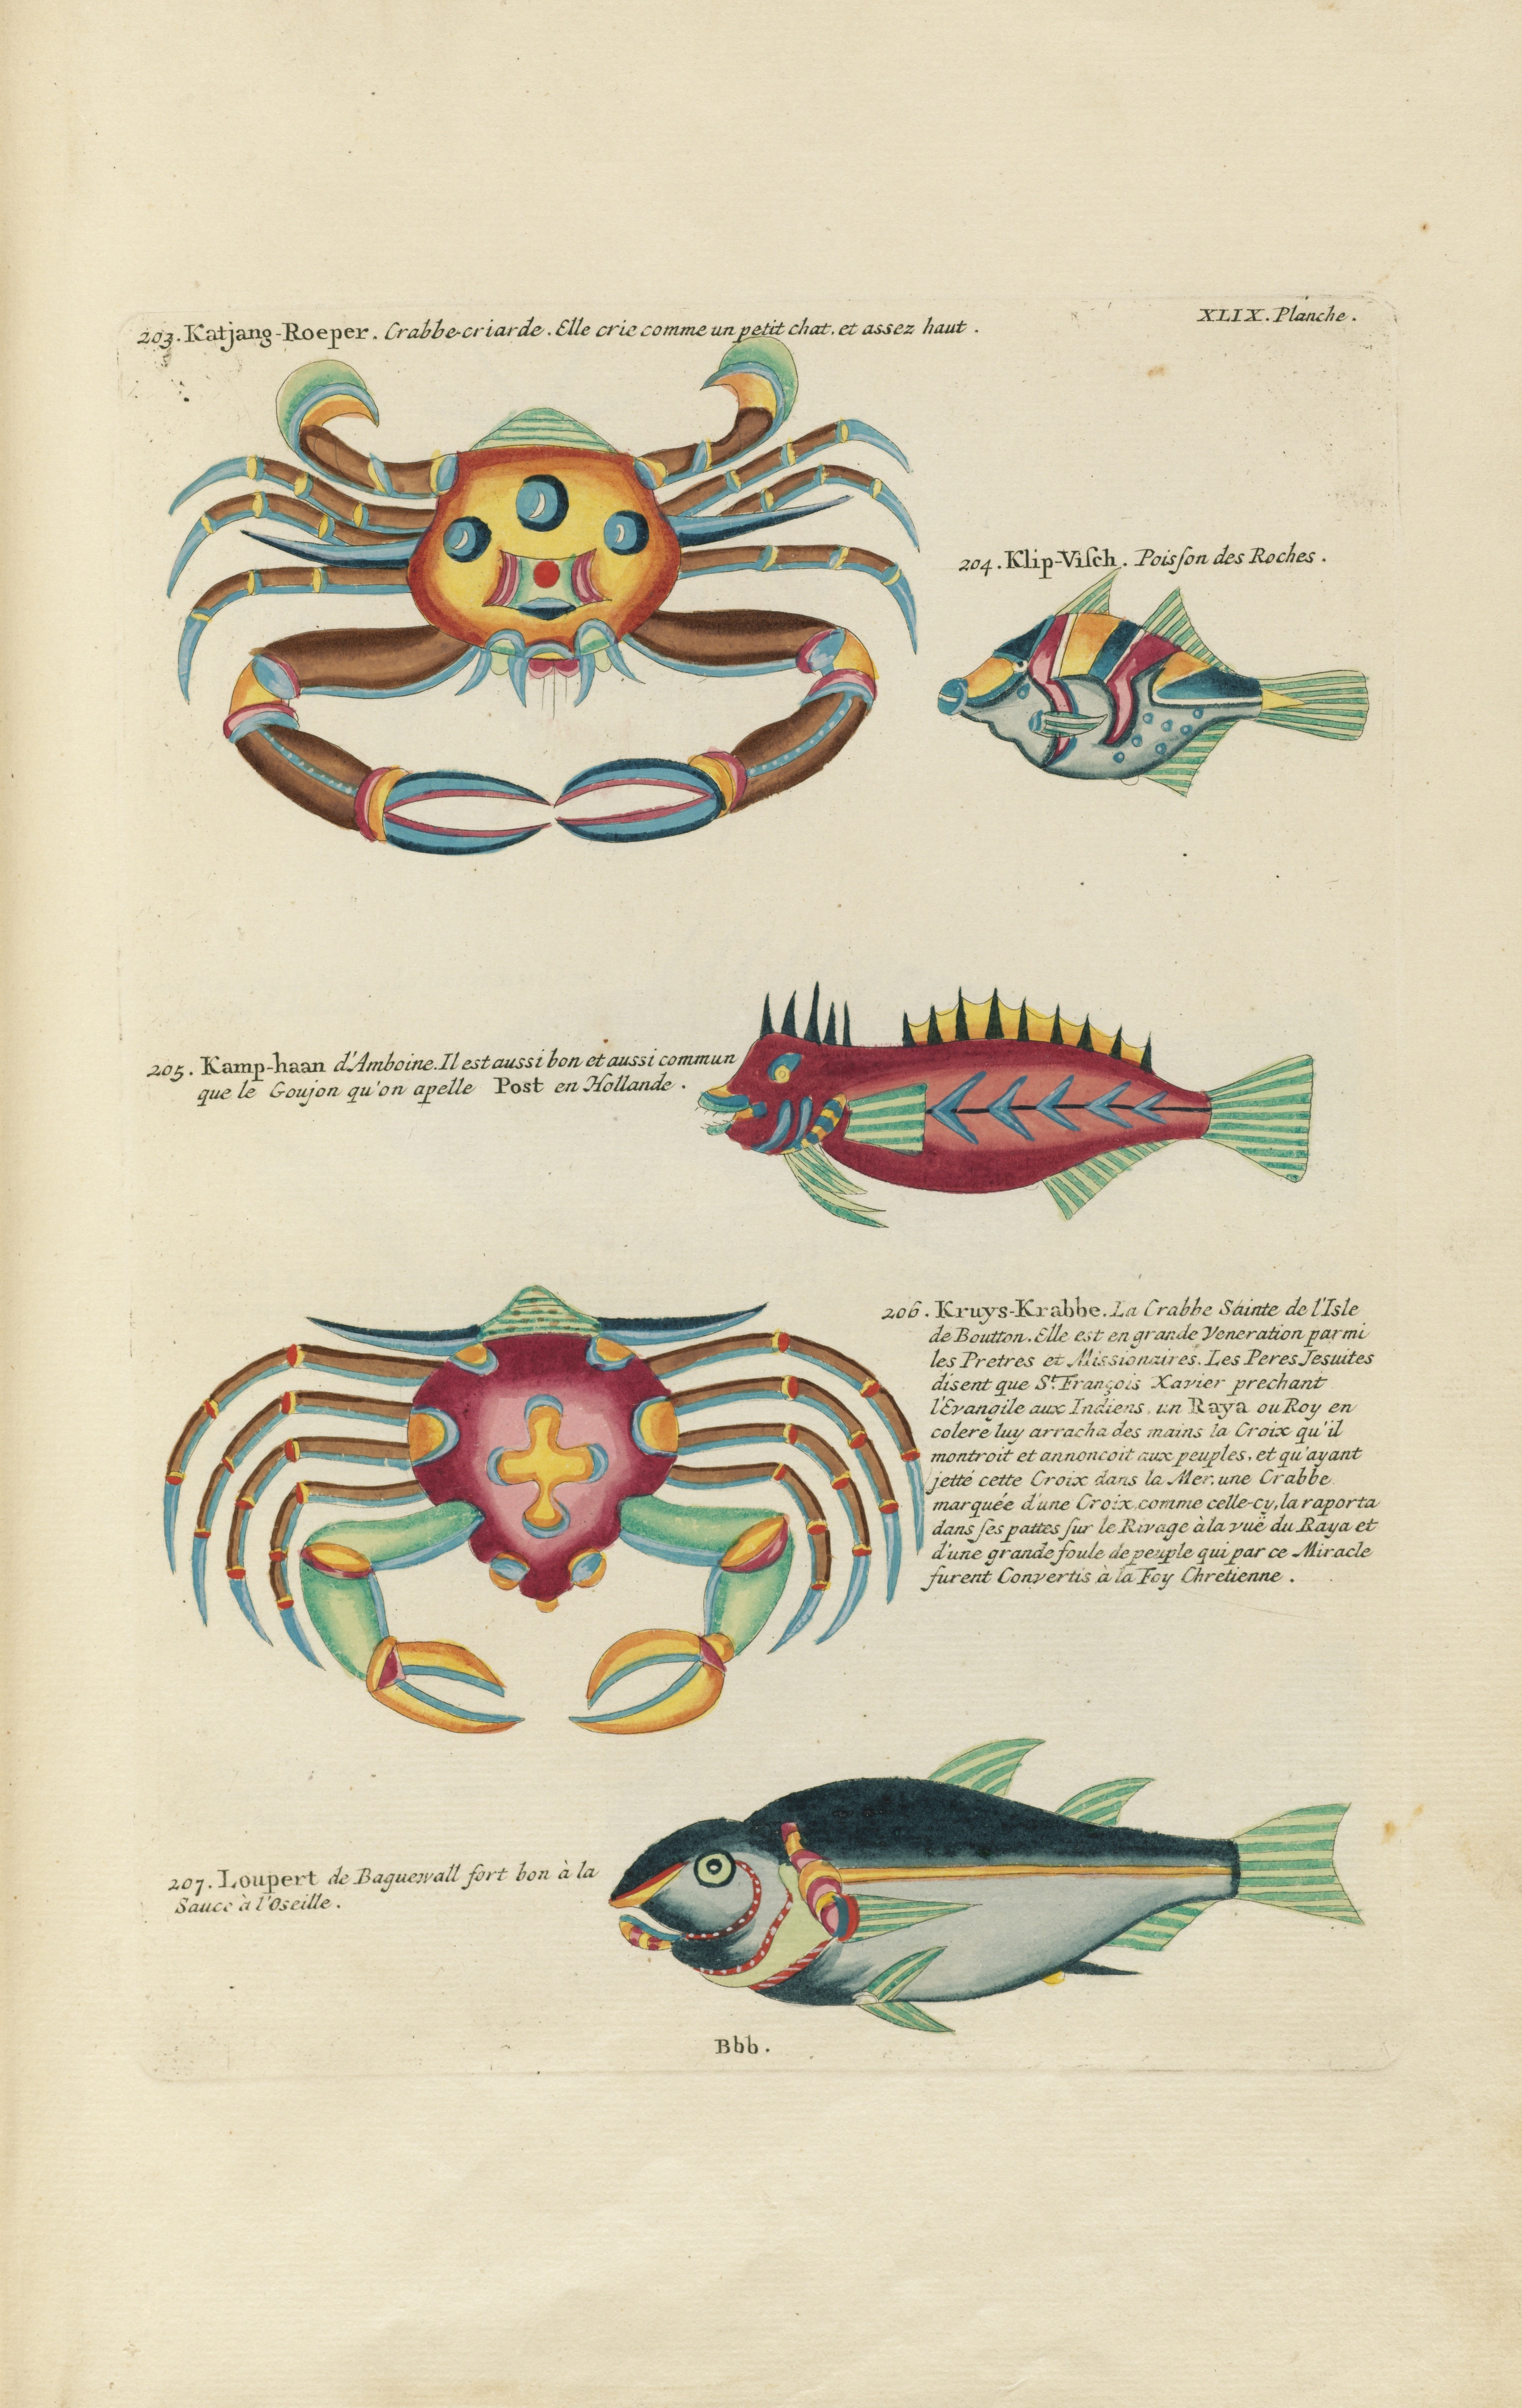 XLIX. Planche.
203. Katjang-Roeper. Crabbe-criarde. Elle crie comme un petit chat, et assez haut.
204. Klip-Viſch. Poisſon des Roches.
205. Kamp-haan d'Amboine. Il est aussi bon et aussi commun
que le Goujon qu'on apelle Post en Hollande.
206. Kruys-Krabbe. La Crabbe Sainte de l'Isle
de Boutton. Elle est en grande Veneration parmi
les Pretres et Missionaires. Les Peres Jesuites
disent que St. François Xavier prechant
l'Evangile aux Indiens, un Raya ou Roy en
colere luy arracha des mains la Croix qu'il
montroit et annoncoit aux peuples, et qu'ayant
jetté cette Croix dans la Mer, une Crabbe
marquée d'une Croix, comme celle-cy, la raporta
dans ſes pattes ſur le Rivage à la vuë du Raya et
d'une grande foule de peuple qui par ce Miracle
furent Convertis à la Foy Chretienne.
207. Loupert de Baguewall fort bon à la
Sauce à l'Oseille.
Bbb.